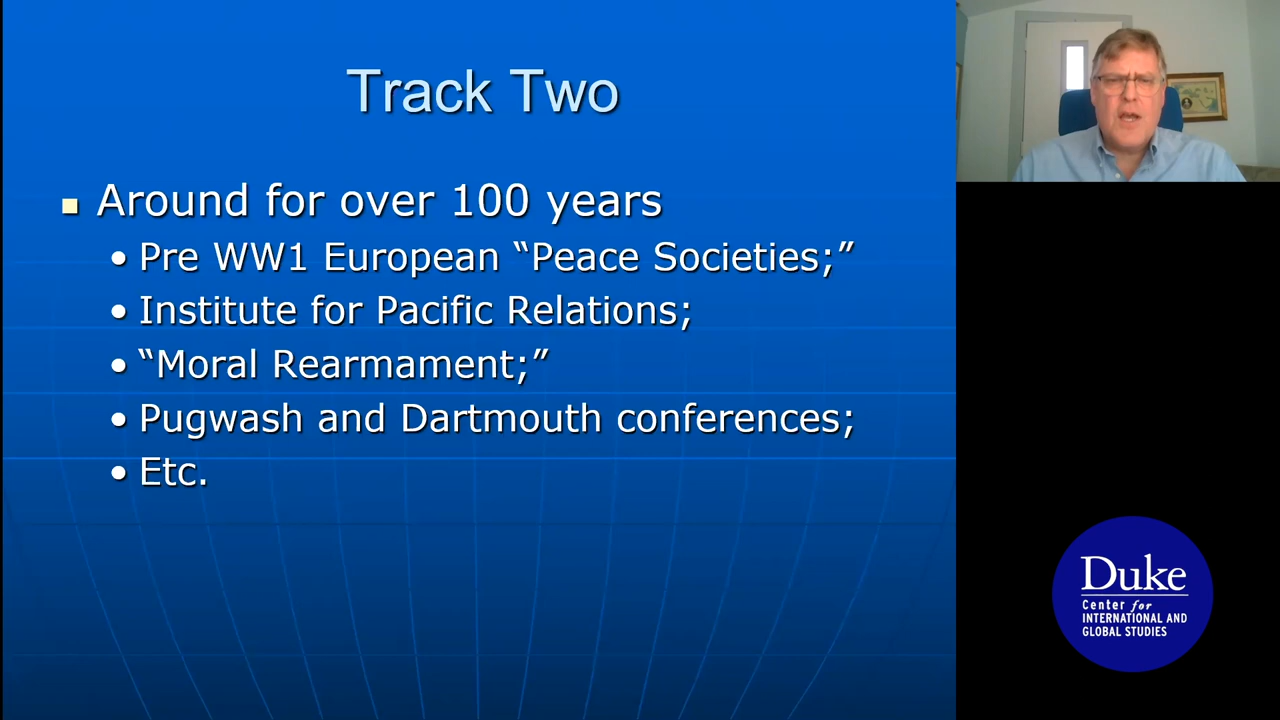 Track Two
Around for over 100 years
Pre WW1 European “Peace Societies;”
Institute for Pacific Relations;
“Moral Rearmament;”
Pugwash and Dartmouth conferences;
Etc.
Duke
Center for
INTERNATIONAL AND
GLOBAL STUDIES